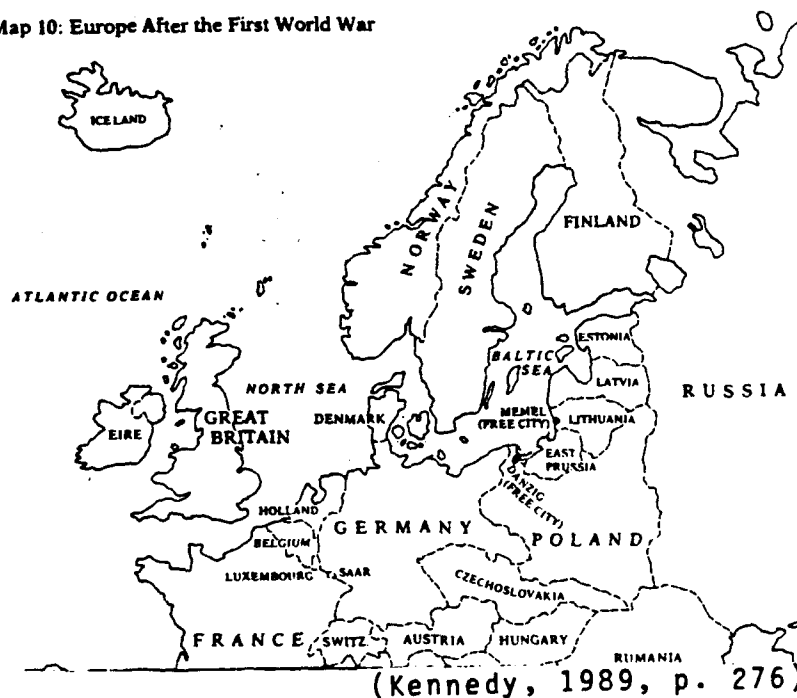 Map 10: Europe After the First World War
ICELAND
NORWAY
SWEDEN
FINLAND
ATLANTIC OCEAN
ESTONIA
BALTIC
SEA
LATVIA
RUSSIA
NORTH SEA
DENMARK
MEMEL
(FREE CITY)
LITHUANIA
GREAT
BRITAIN
EIRE
EAST
PRUSSIA
DANZIG
(FREE CITY)
HOLLAND
GERMANY
POLAND
BELGIUM
LUXEMBOURG
SAAR
CZECHOSLOVAKIA
FRANCE
SWITZ
AUSTRIA
HUNGARY
RUMANIA
(Kennedy, 1989, p. 276)